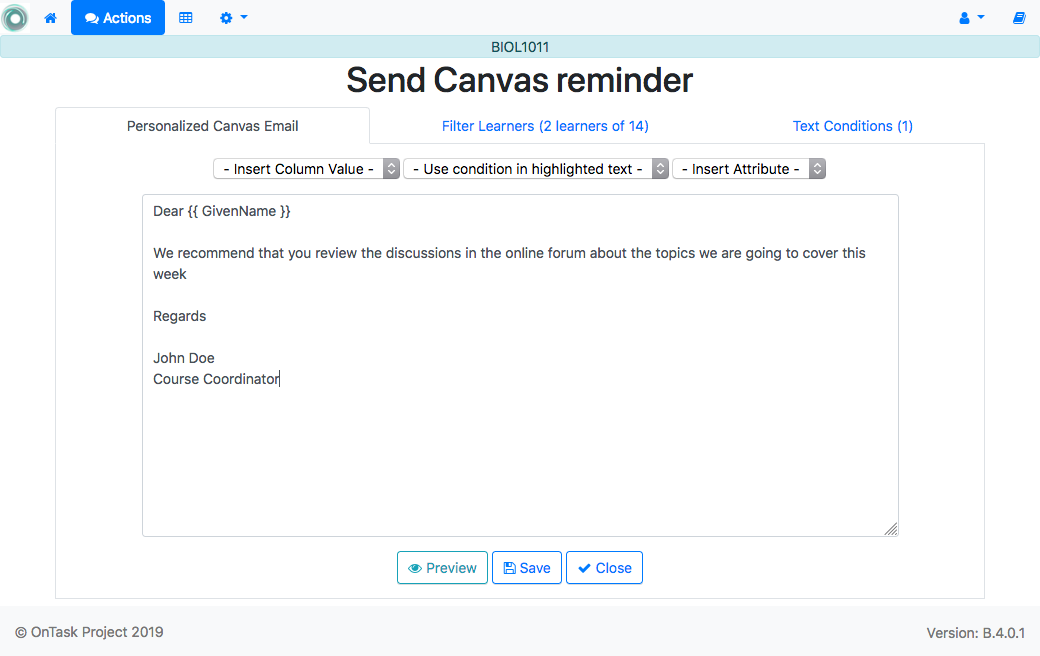 Actions
BIOL1011
Send Canvas reminder
Personalized Canvas Email
Filter Learners (2 learners of 14)
Text Conditions (1)
- Insert Column Value -
- Use condition in highlighted text -
- Insert Attribute -
Dear {{ GivenName }}
We recommend that you review the discussions in the online forum about the topics we are going to cover this
week
Regards
John Doe
Course Coordinator
Preview
Save
Close
© OnTask Project 2019
Version: B.4.0.1